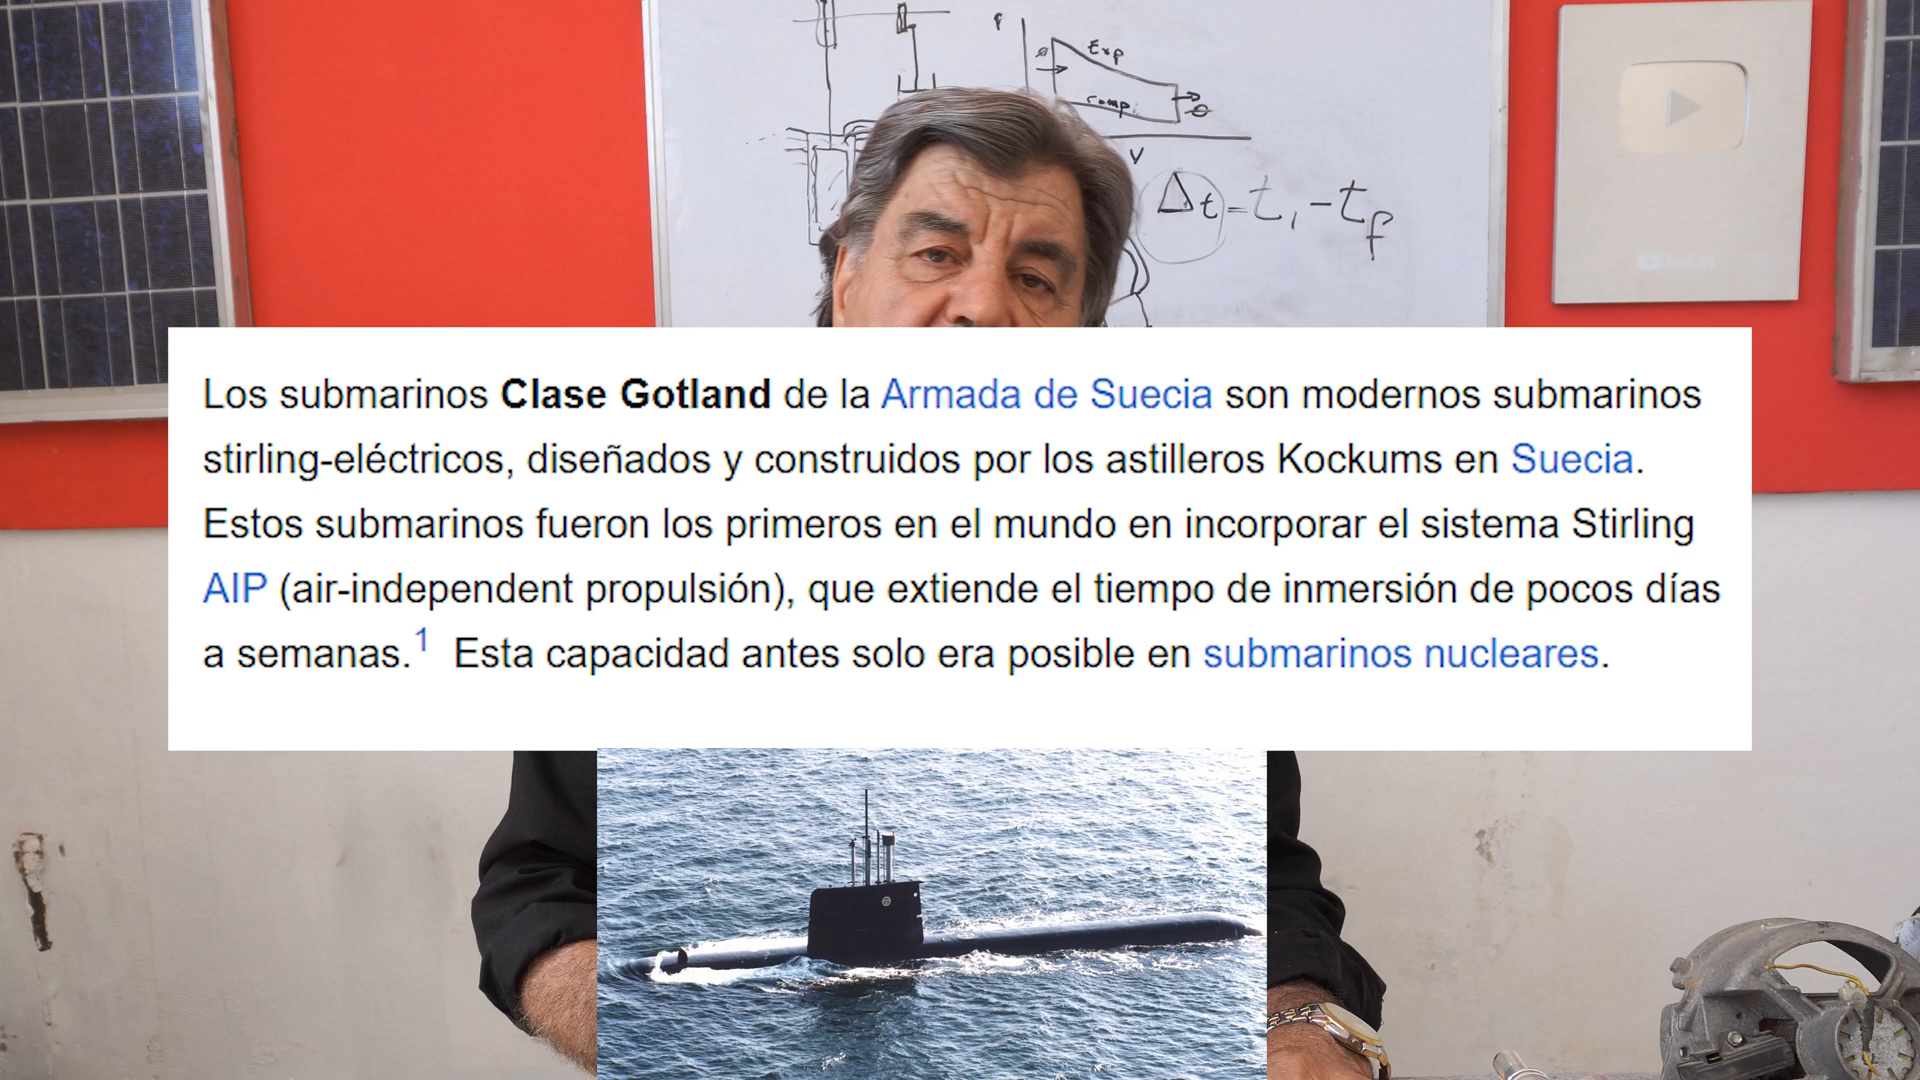 P
Exp
comp.
V
Δt = t, - tf
YouTube
Los submarinos Clase Gotland de la Armada de Suecia son modernos submarinos
stirling-eléctricos, diseñados y construidos por los astilleros Kockums en Suecia.
Estos submarinos fueron los primeros en el mundo en incorporar el sistema Stirling
AIP (air-independent propulsión), que extiende el tiempo de inmersión de pocos días
a semanas.1 Esta capacidad antes solo era posible en submarinos nucleares.